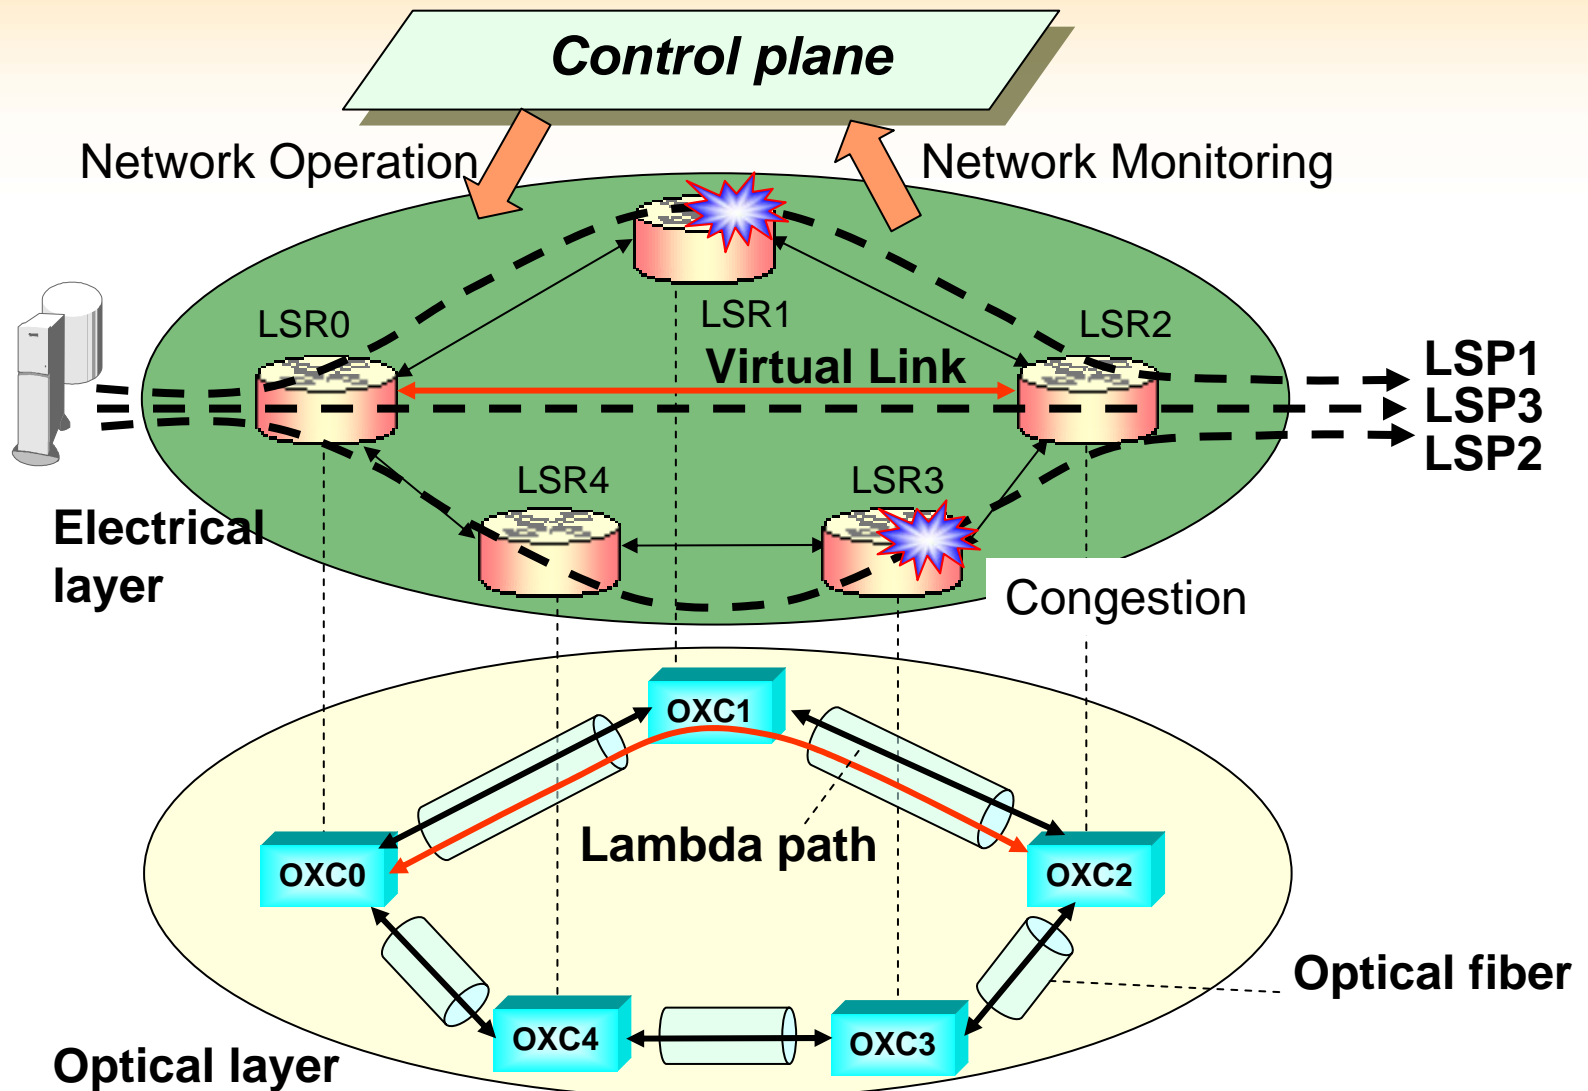 Control plane
Network Operation
Network Monitoring
LSR0
LSR1
LSR2
Virtual Link
LSP1
LSP3
LSP2
LSR4
LSR3
Electrical
layer
Congestion
OXC1
Lambda path
OXC0
OXC2
Optical fiber
OXC4
OXC3
Optical layer